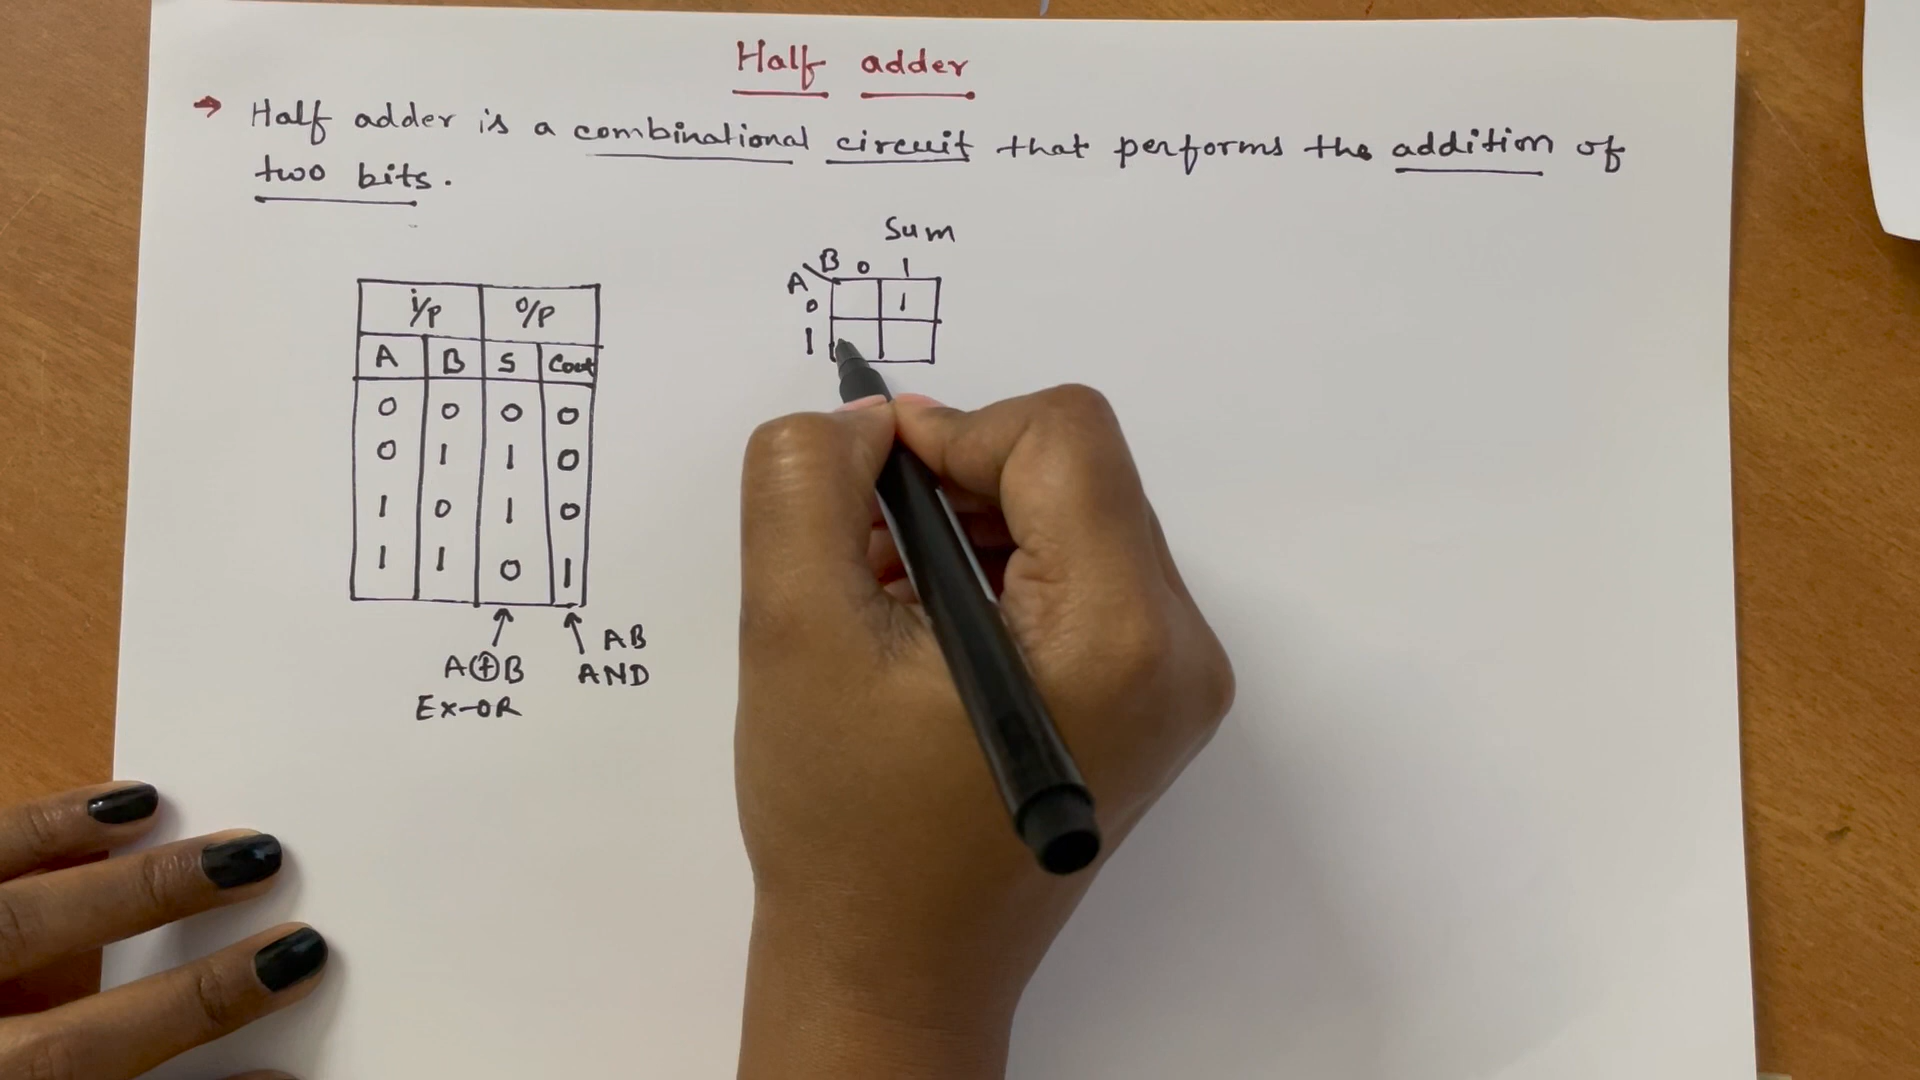 Half adder
→ Half adder is a combinational circuit that performs the addition of
two bits.
Sum
B 0 1
A
0 1
1
i/p o/p
A B S Cout
0 0 0 0
0 1 1 0
1 0 1 0
1 1 0 1
A⊕B AB
Ex-OR AND